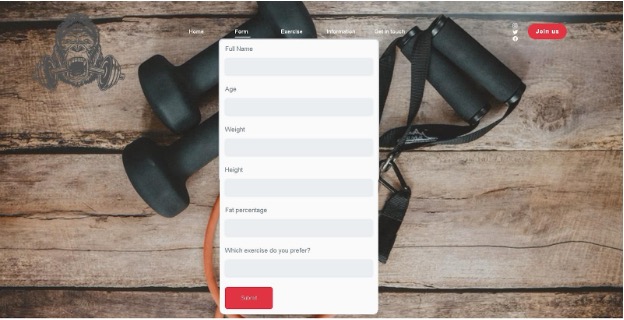 Home Form Exercise Information Get in touch Join us
Full Name
Age
Weight
Height
Fat percentage
Which exercise do you prefer?
Submit